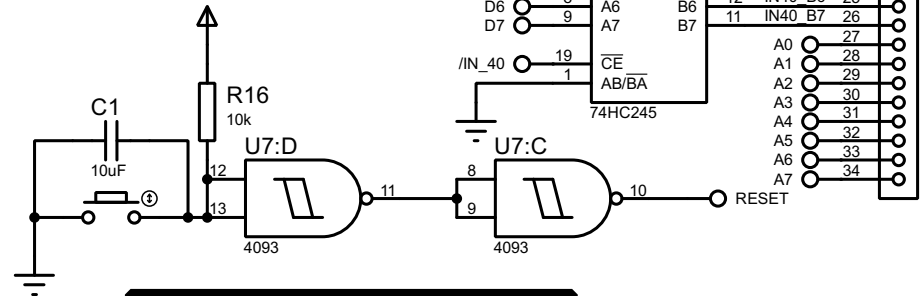 D6 A6 B6
D7 9 A7 B7 11 IN40_B7 26
A0 27
/IN_40 19 CE A1 28
1 AB/BA A2 29
A3 30
74HC245
A4 31
A5 32
A6 33
A7 34
R16
10k
C1
10uF
U7:D
12
13
11
4093
U7:C
8
9
10
4093
RESET